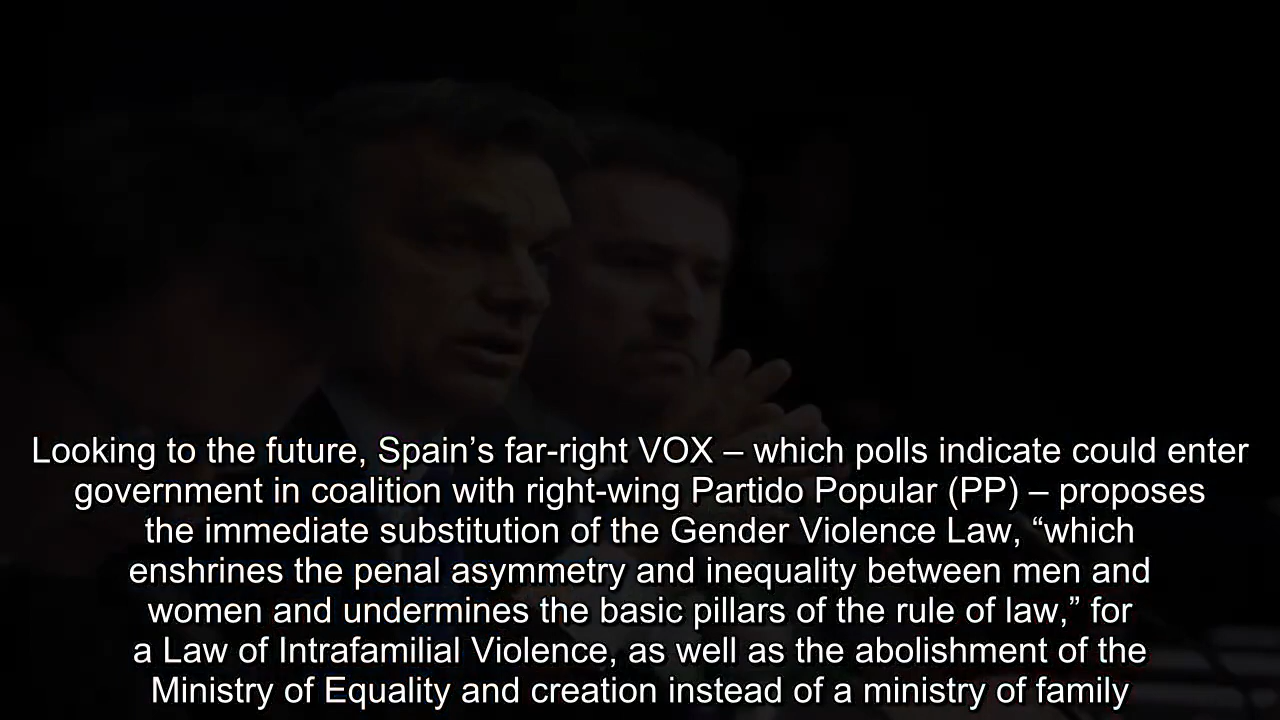 Looking to the future, Spain’s far-right VOX – which polls indicate could enter
government in coalition with right-wing Partido Popular (PP) – proposes
the immediate substitution of the Gender Violence Law, “which
enshrines the penal asymmetry and inequality between men and
women and undermines the basic pillars of the rule of law,” for
a Law of Intrafamilial Violence, as well as the abolishment of the
Ministry of Equality and creation instead of a ministry of family